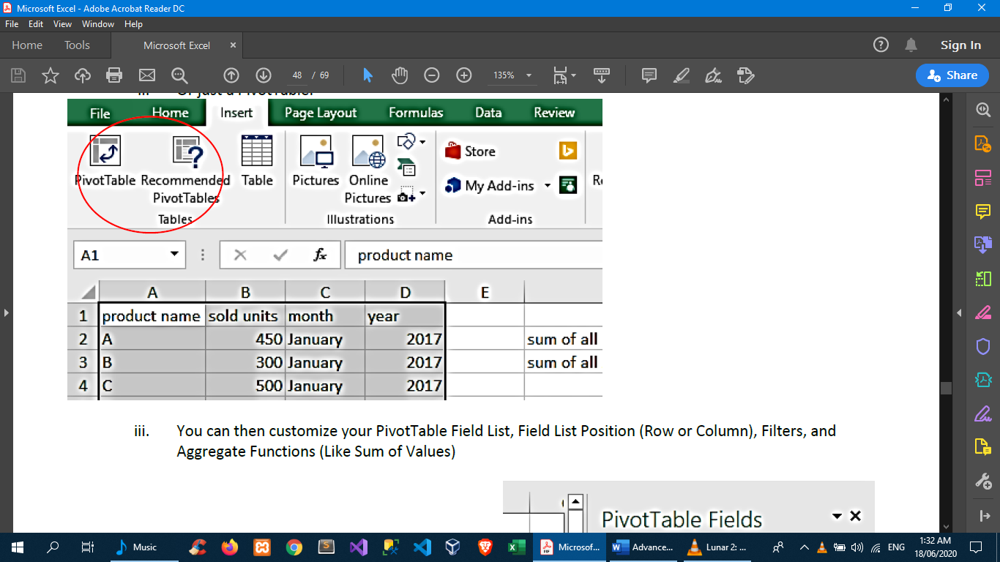 Microsoft Excel - Adobe Acrobat Reader DC
File Edit View Window Help
Home Tools Microsoft Excel × Sign In
48 / 69 135% Share
ii. Or just a PivotTable.
File Home Insert Page Layout Formulas Data Review
PivotTable Recommended PivotTables Table Pictures Online Pictures Store My Add-ins
Tables Illustrations Add-ins
A1 fx product name
A B C D E
1 product name sold units month year
2 A 450 January 2017 sum of all
3 B 300 January 2017 sum of all
4 C 500 January 2017
iii. You can then customize your PivotTable Field List, Field List Position (Row or Column), Filters, and
Aggregate Functions (Like Sum of Values)
PivotTable Fields
Music Microsof... Advance... Lunar 2: ... ENG 1:32 AM
18/06/2020